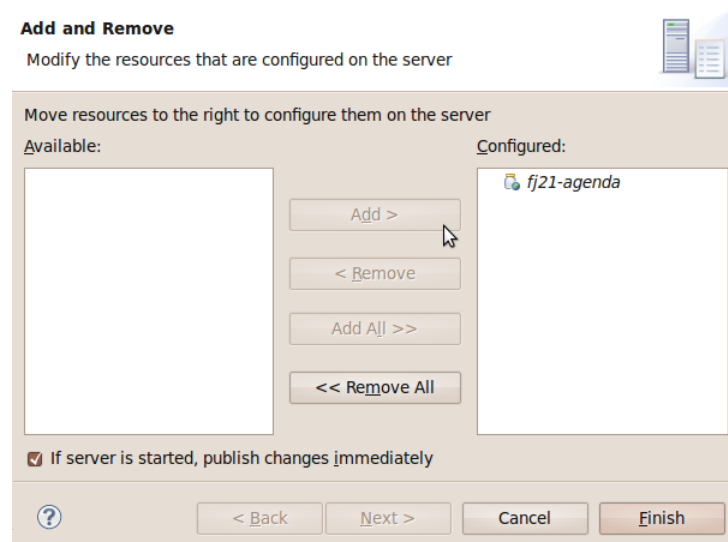 Add and Remove
Modify the resources that are configured on the server
Move resources to the right to configure them on the server
Available:
Configured:
fj21-agenda
Add >
< Remove
Add All >>
<< Remove All
If server is started, publish changes immediately
?
< Back
Next >
Cancel
Finish